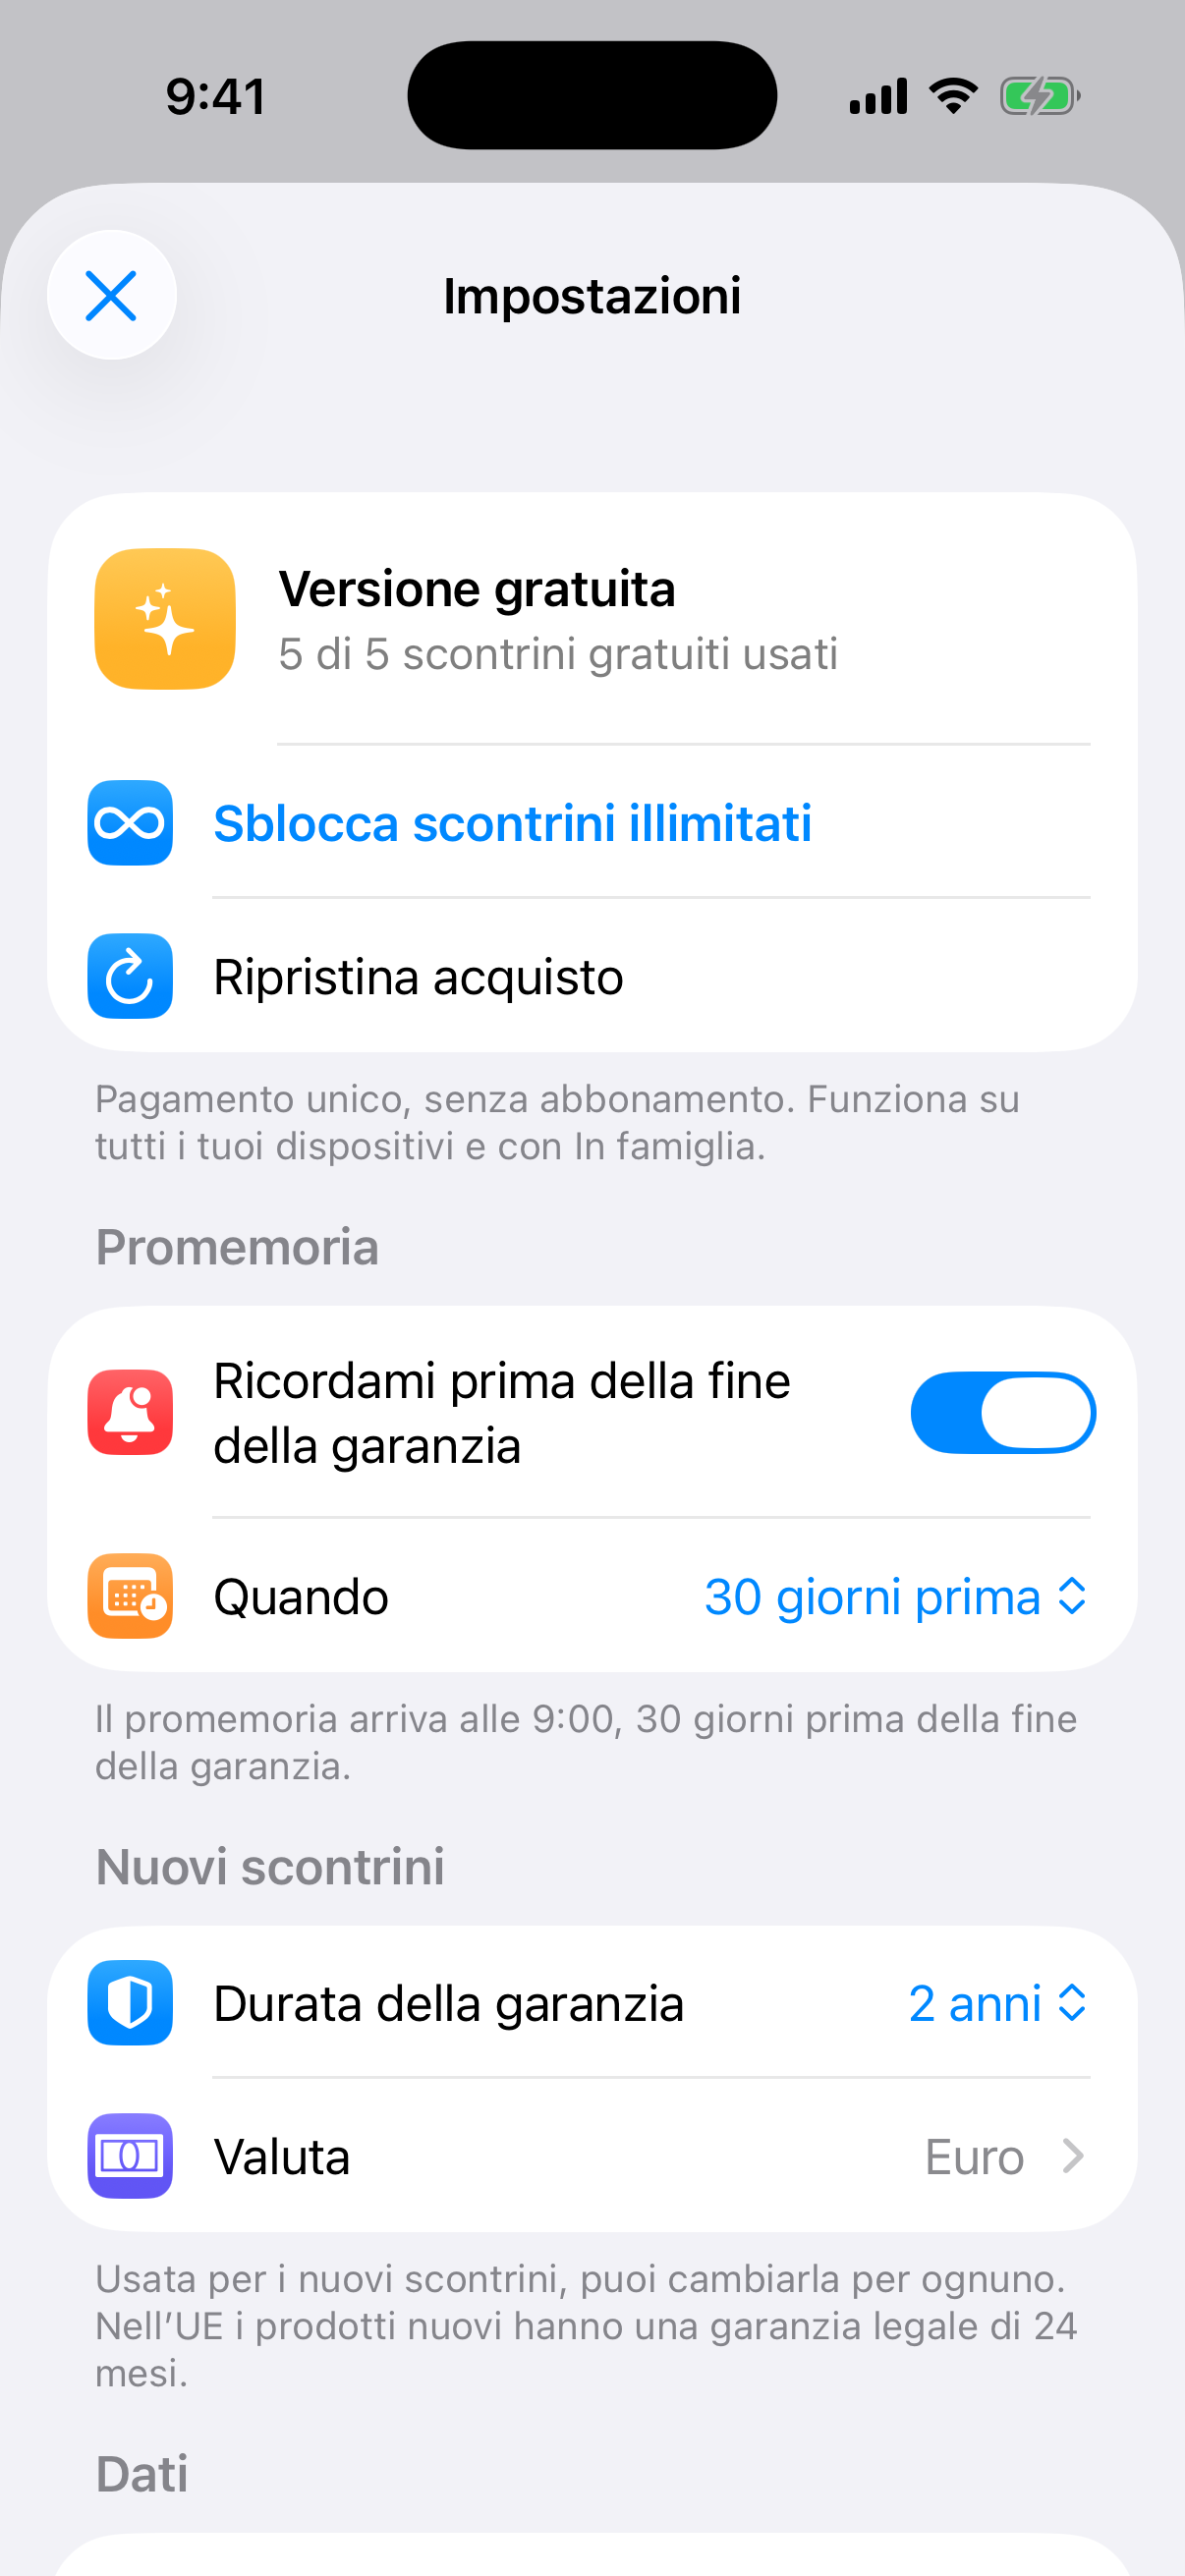 9:41
Impostazioni
Versione gratuita
5 di 5 scontrini gratuiti usati
Sblocca scontrini illimitati
Ripristina acquisto
Pagamento unico, senza abbonamento. Funziona su
tutti i tuoi dispositivi e con In famiglia.
Promemoria
Ricordami prima della fine
della garanzia
Quando 30 giorni prima
Il promemoria arriva alle 9:00, 30 giorni prima della fine
della garanzia.
Nuovi scontrini
Durata della garanzia 2 anni
Valuta Euro
Usata per i nuovi scontrini, puoi cambiarla per ognuno.
Nell’UE i prodotti nuovi hanno una garanzia legale di 24
mesi.
Dati